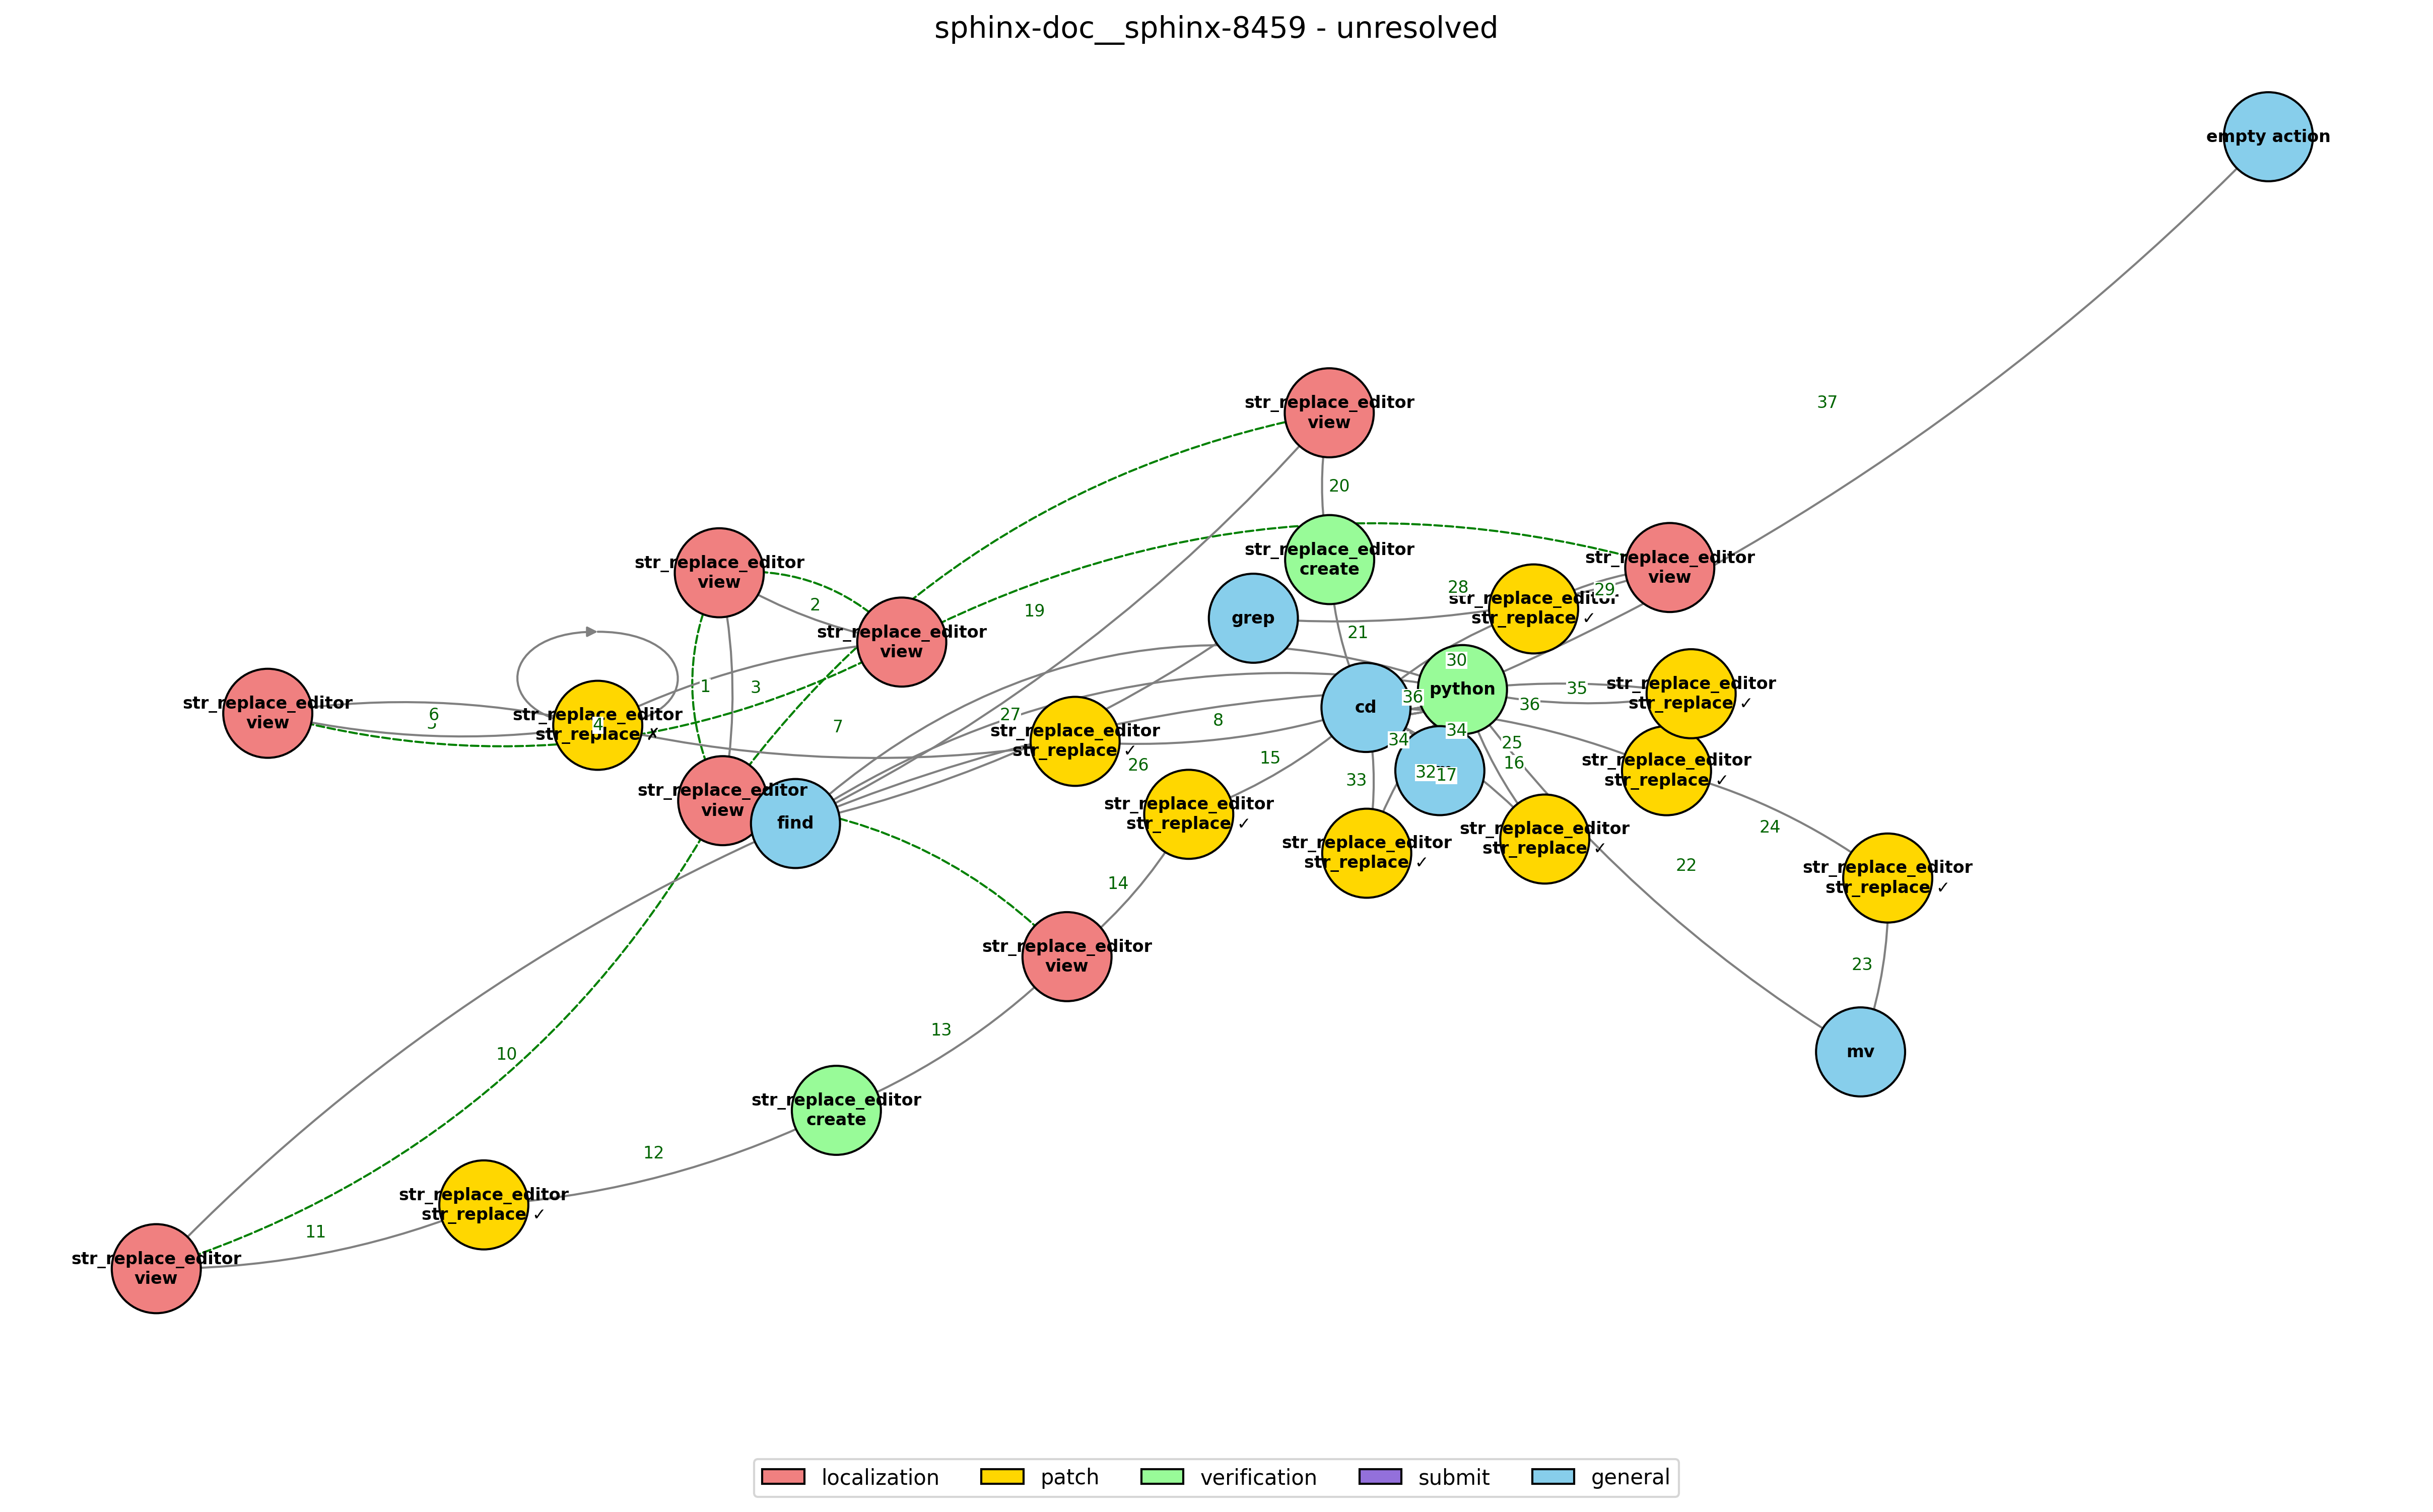 sphinx-doc__sphinx-8459 - unresolved
empty action
37
str_replace_editor
view
20
str_replace_editor
create
str_replace_editor
view
2
19
28
29
str_replace_editor
view
str_replace_editor
str_replace ✓
grep
21
str_replace_editor
view
30
1
3
python
35
str_replace_editor
str_replace ✓
36
36
cd
str_replace_editor
view
6
str_replace_editor
str_replace ✗
4
7
27
8
str_replace_editor
str_replace ✓
34
34
25
16
26
15
33
32
17
str_replace_editor
str_replace ✓
str_replace_editor
view
find
str_replace_editor
str_replace ✓
str_replace_editor
str_replace ✓
str_replace_editor
str_replace ✓
24
22
14
str_replace_editor
str_replace ✓
str_replace_editor
view
23
13
10
mv
str_replace_editor
create
12
str_replace_editor
str_replace ✓
11
str_replace_editor
view
localization
patch
verification
submit
general